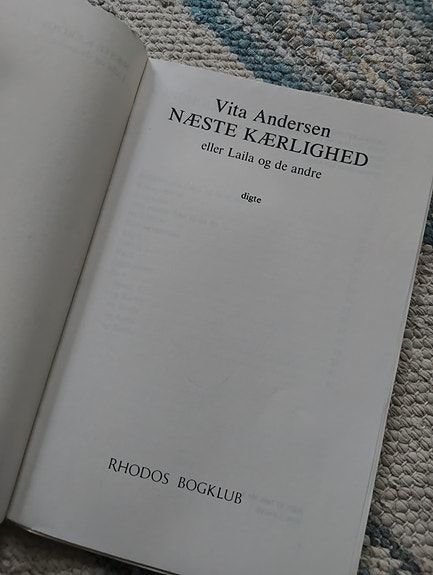 Vita Andersen
NÆSTE KÆRLIGHED
eller Laila og de andre
digte
RHODOS BOGKLUB